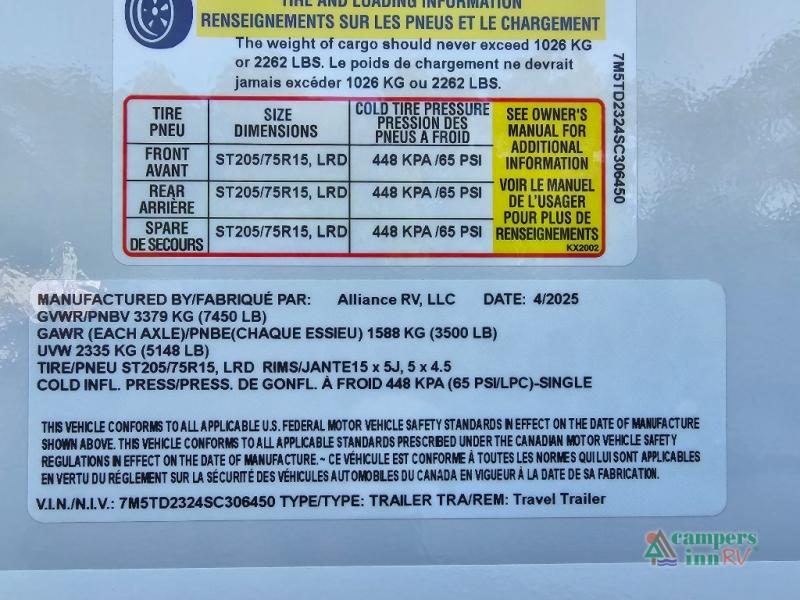 TIRE AND LOADING INFORMATION
RENSEIGNEMENTS SUR LES PNEUS ET LE CHARGEMENT
The weight of cargo should never exceed 1026 KG
or 2262 LBS. Le poids de chargement ne devrait
jamais excéder 1026 KG ou 2262 LBS.
TIRE PNEU SIZE DIMENSIONS COLD TIRE PRESSURE PRESSION DES PNEUS A FROID
FRONT AVANT ST205/75R15, LRD 448 KPA /65 PSI
REAR ARRIÈRE ST205/75R15, LRD 448 KPA /65 PSI
SPARE DE SECOURS ST205/75R15, LRD 448 KPA /65 PSI
SEE OWNER'S
MANUAL FOR
ADDITIONAL
INFORMATION
VOIR LE MANUEL
DE L'USAGER
POUR PLUS DE
RENSEIGNEMENTS
KX2002
7M5TD2324SC306450
MANUFACTURED BY/FABRIQUÉ PAR: Alliance RV, LLC DATE: 4/2025
GVWR/PNBV 3379 KG (7450 LB)
GAWR (EACH AXLE)/PNBE(CHAQUE ESSIEU) 1588 KG (3500 LB)
UVW 2335 KG (5148 LB)
TIRE/PNEU ST205/75R15, LRD RIMS/JANTE15 x 5J, 5 x 4.5
COLD INFL. PRESS/PRESS. DE GONFL. À FROID 448 KPA (65 PSI/LPC)-SINGLE
THIS VEHICLE CONFORMS TO ALL APPLICABLE U.S. FEDERAL MOTOR VEHICLE SAFETY STANDARDS IN EFFECT ON THE DATE OF MANUFACTURE
SHOWN ABOVE. THIS VEHICLE CONFORMS TO ALL APPLICABLE STANDARDS PRESCRIBED UNDER THE CANADIAN MOTOR VEHICLE SAFETY
REGULATIONS IN EFFECT ON THE DATE OF MANUFACTURE.~ CE VÉHICULE EST CONFORME À TOUTES LES NORMES QUI LUI SONT APPLICABLES
EN VERTU DU RÉGLEMENT SUR LA SÉCURITÉ DES VÉHICULES AUTOMOBILES DU CANADA EN VIGUEUR À LA DATE DE SA FABRICATION.
V.I.N./N.I.V.: 7M5TD2324SC306450 TYPE/TYPE: TRAILER TRA/REM: Travel Trailer
campers
inn RV